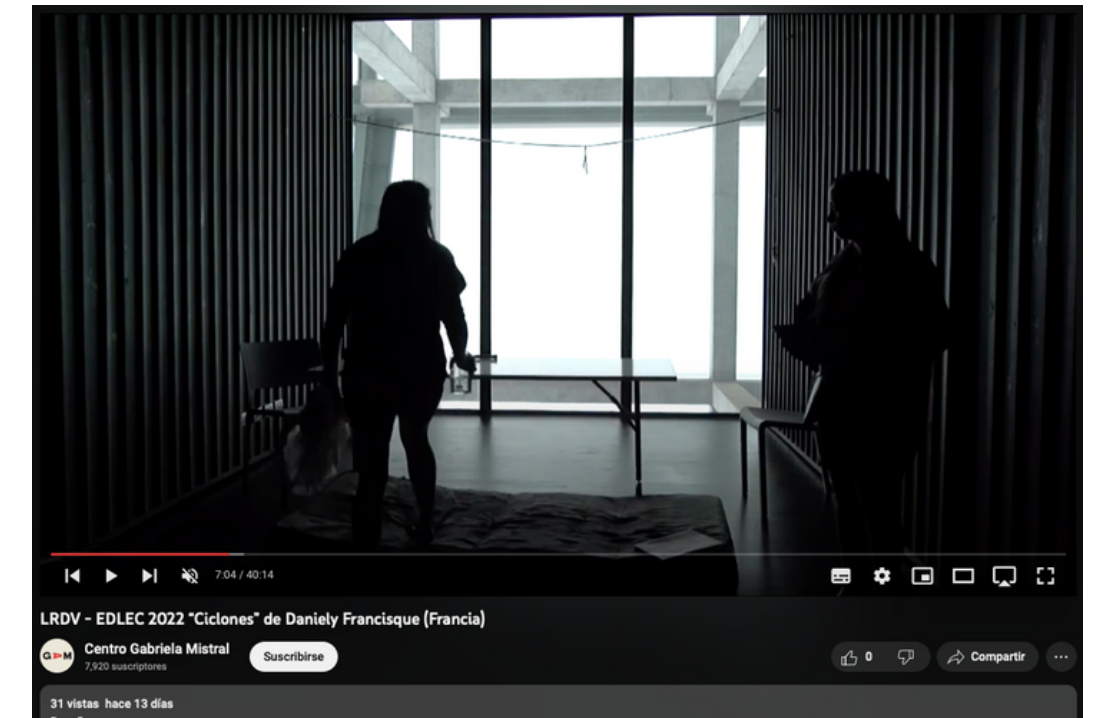 7:04 / 40:14
LRDV - EDLEC 2022 "Ciclones" de Daniely Francisque (Francia)
GAM
Centro Gabriela Mistral
7,920 suscriptores
Suscribirse
0
Compartir
31 vistas hace 13 días